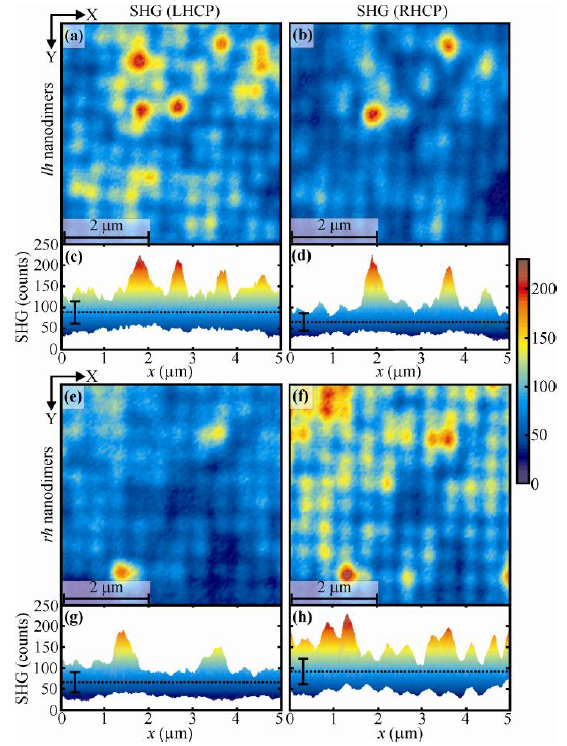 SHG (LHCP) SHG (RHCP)
X
Y
(a) (b)
lh nanodimers
2 μm 2 μm
250
200
150
100
50
0
SHG (counts)
(c) (d)
0 1 2 3 4 5 0 1 2 3 4 5
x (μm) x (μm)
200
150
100
50
0
X
Y
(e) (f)
rh nanodimers
2 μm 2 μm
250
200
150
100
50
0
SHG (counts)
(g) (h)
0 1 2 3 4 5 0 1 2 3 4 5
x (μm) x (μm)